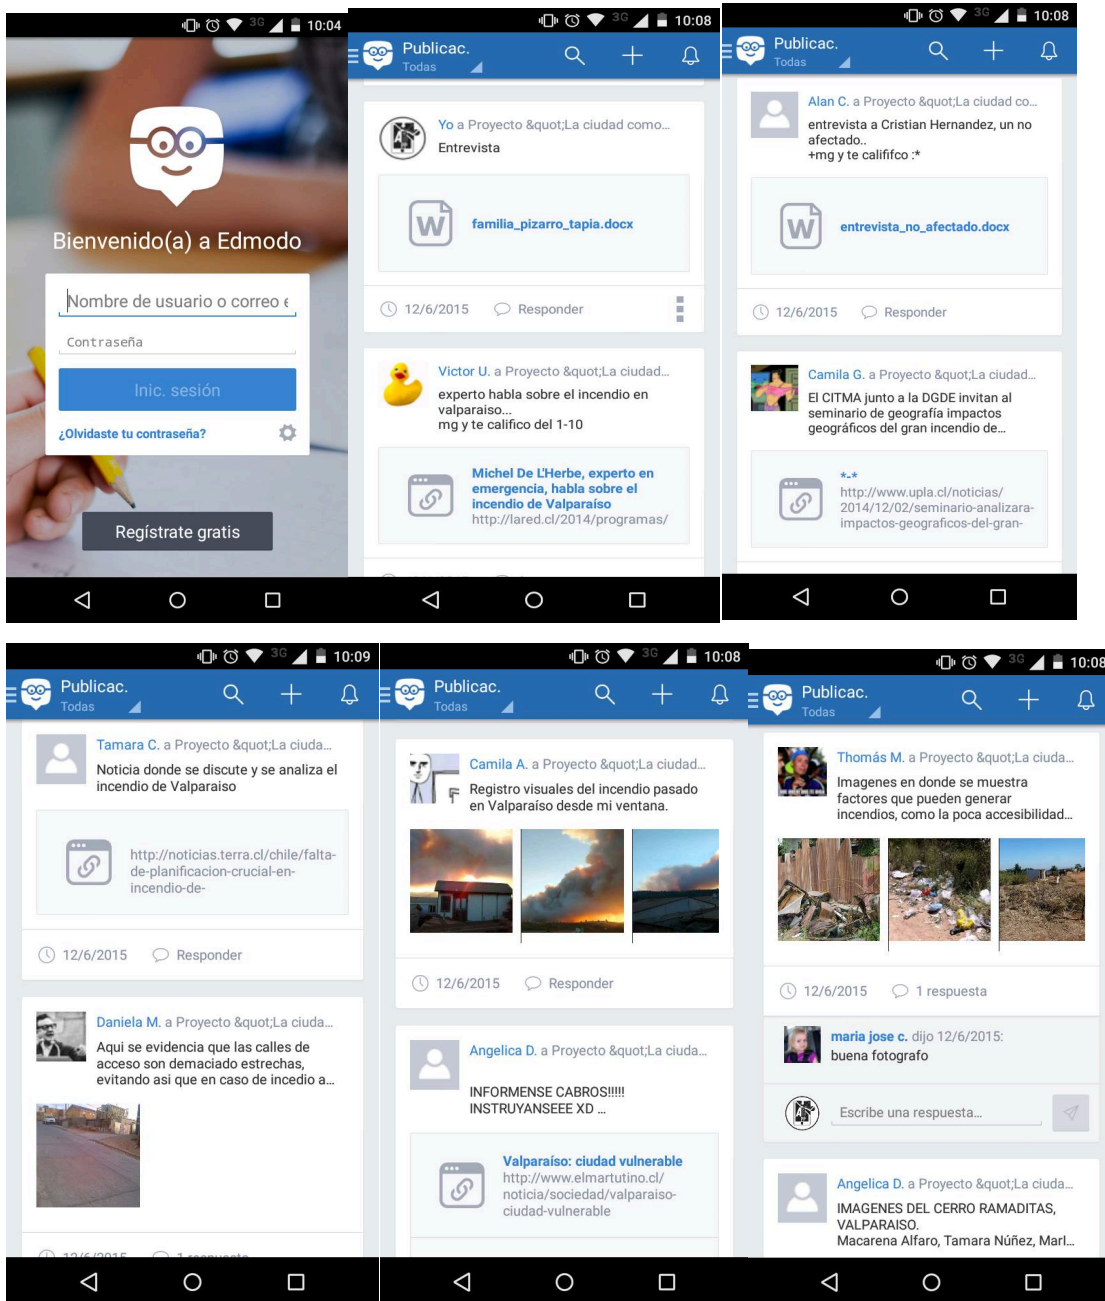 3G 10:04
Bienvenido(a) a Edmodo
Nombre de usuario o correo e
Contraseña
Inic. sesión
¿Olvidaste tu contraseña?
Regístrate gratis
3G 10:08
Publicac.
Todas
Yo a Proyecto &quot;La ciudad como...
Entrevista
W familia_pizarro_tapia.docx
12/6/2015 Responder
Victor U. a Proyecto &quot;La ciudad...
experto habla sobre el incendio en
valparaiso...
mg y te califico del 1-10
Michel De L'Herbe, experto en
emergencia, habla sobre el
incendio de Valparaíso
http://lared.cl/2014/programas/
3G 10:08
Publicac.
Todas
Alan C. a Proyecto &quot;La ciudad co...
entrevista a Cristian Hernandez, un no
afectado..
+mg y te calififco :*
W entrevista_no_afectado.docx
12/6/2015 Responder
Camila G. a Proyecto &quot;La ciudad...
El CITMA junto a la DGDE invitan al
seminario de geografía impactos
geográficos del gran incendio de...
*-*
http://www.upla.cl/noticias/
2014/12/02/seminario-analizara-
impactos-geograficos-del-gran-
3G 10:09
Publicac.
Todas
Tamara C. a Proyecto &quot;La ciuda...
Noticia donde se discute y se analiza el
incendio de Valparaiso
http://noticias.terra.cl/chile/falta-
de-planificacion-crucial-en-
incendio-de-
12/6/2015 Responder
Daniela M. a Proyecto &quot;La ciuda...
Aqui se evidencia que las calles de
acceso son demaciado estrechas,
evitando asi que en caso de incedio a...
12/6/2015 1 respuesta
3G 10:08
Publicac.
Todas
Camila A. a Proyecto &quot;La ciudad...
Registro visuales del incendio pasado
en Valparaíso desde mi ventana.
12/6/2015 Responder
Angelica D. a Proyecto &quot;La ciuda...
INFORMENSE CABROS!!!!!
INSTRUYANSEEE XD ...
Valparaíso: ciudad vulnerable
http://www.elmartutino.cl/
noticia/sociedad/valparaiso-
ciudad-vulnerable
3G 10:08
Publicac.
Todas
Thomás M. a Proyecto &quot;La ciuda...
Imagenes en donde se muestra
factores que pueden generar
incendios, como la poca accesibilidad...
12/6/2015 1 respuesta
maria jose c. dijo 12/6/2015:
buena fotografo
Escribe una respuesta...
Angelica D. a Proyecto &quot;La ciuda...
IMAGENES DEL CERRO RAMADITAS,
VALPARAISO.
Macarena Alfaro, Tamara Núñez, Marl...